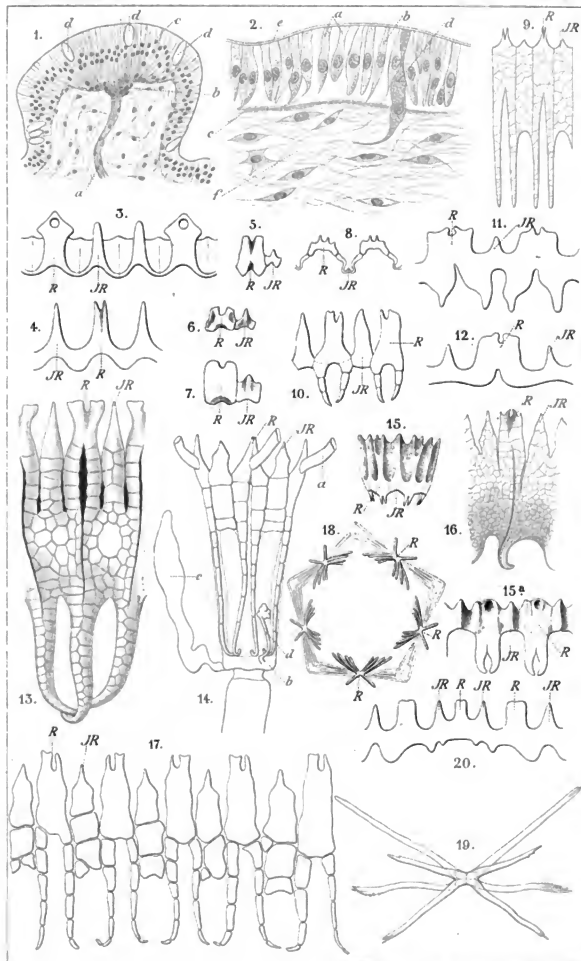 1. d d c d b a
2. e a b d c f
9. R JR
3. R JR
5. R JR
8. R JR
11. R JR
4. JR R
6. R JR
7. R JR
10. JR R
12. R JR
13. R JR
14. R JR a c d b
15. R JR
16. R JR
18. R R R
15a JR R
20. JR R JR R JR
17. R JR
19.